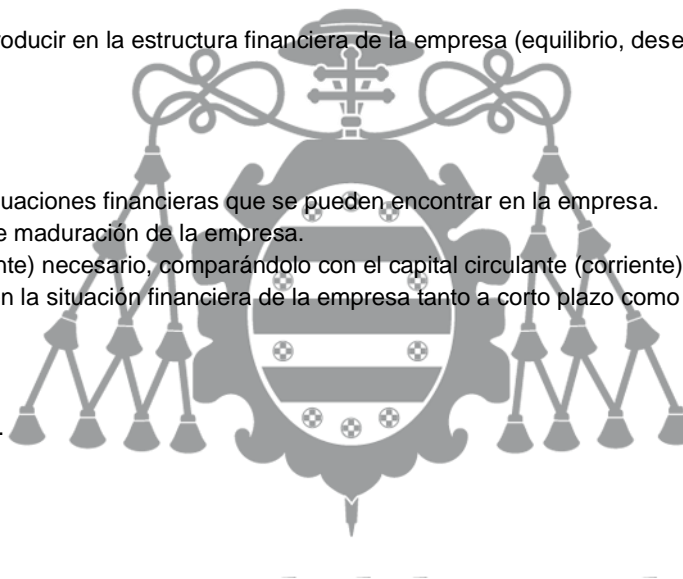 roducir en la estructura financiera de la empresa (equilibrio, dese
uaciones financieras que se pueden encontrar en la empresa.
e maduración de la empresa.
nte) necesario, comparándolo con el capital circulante (corriente)
n la situación financiera de la empresa tanto a corto plazo como
.